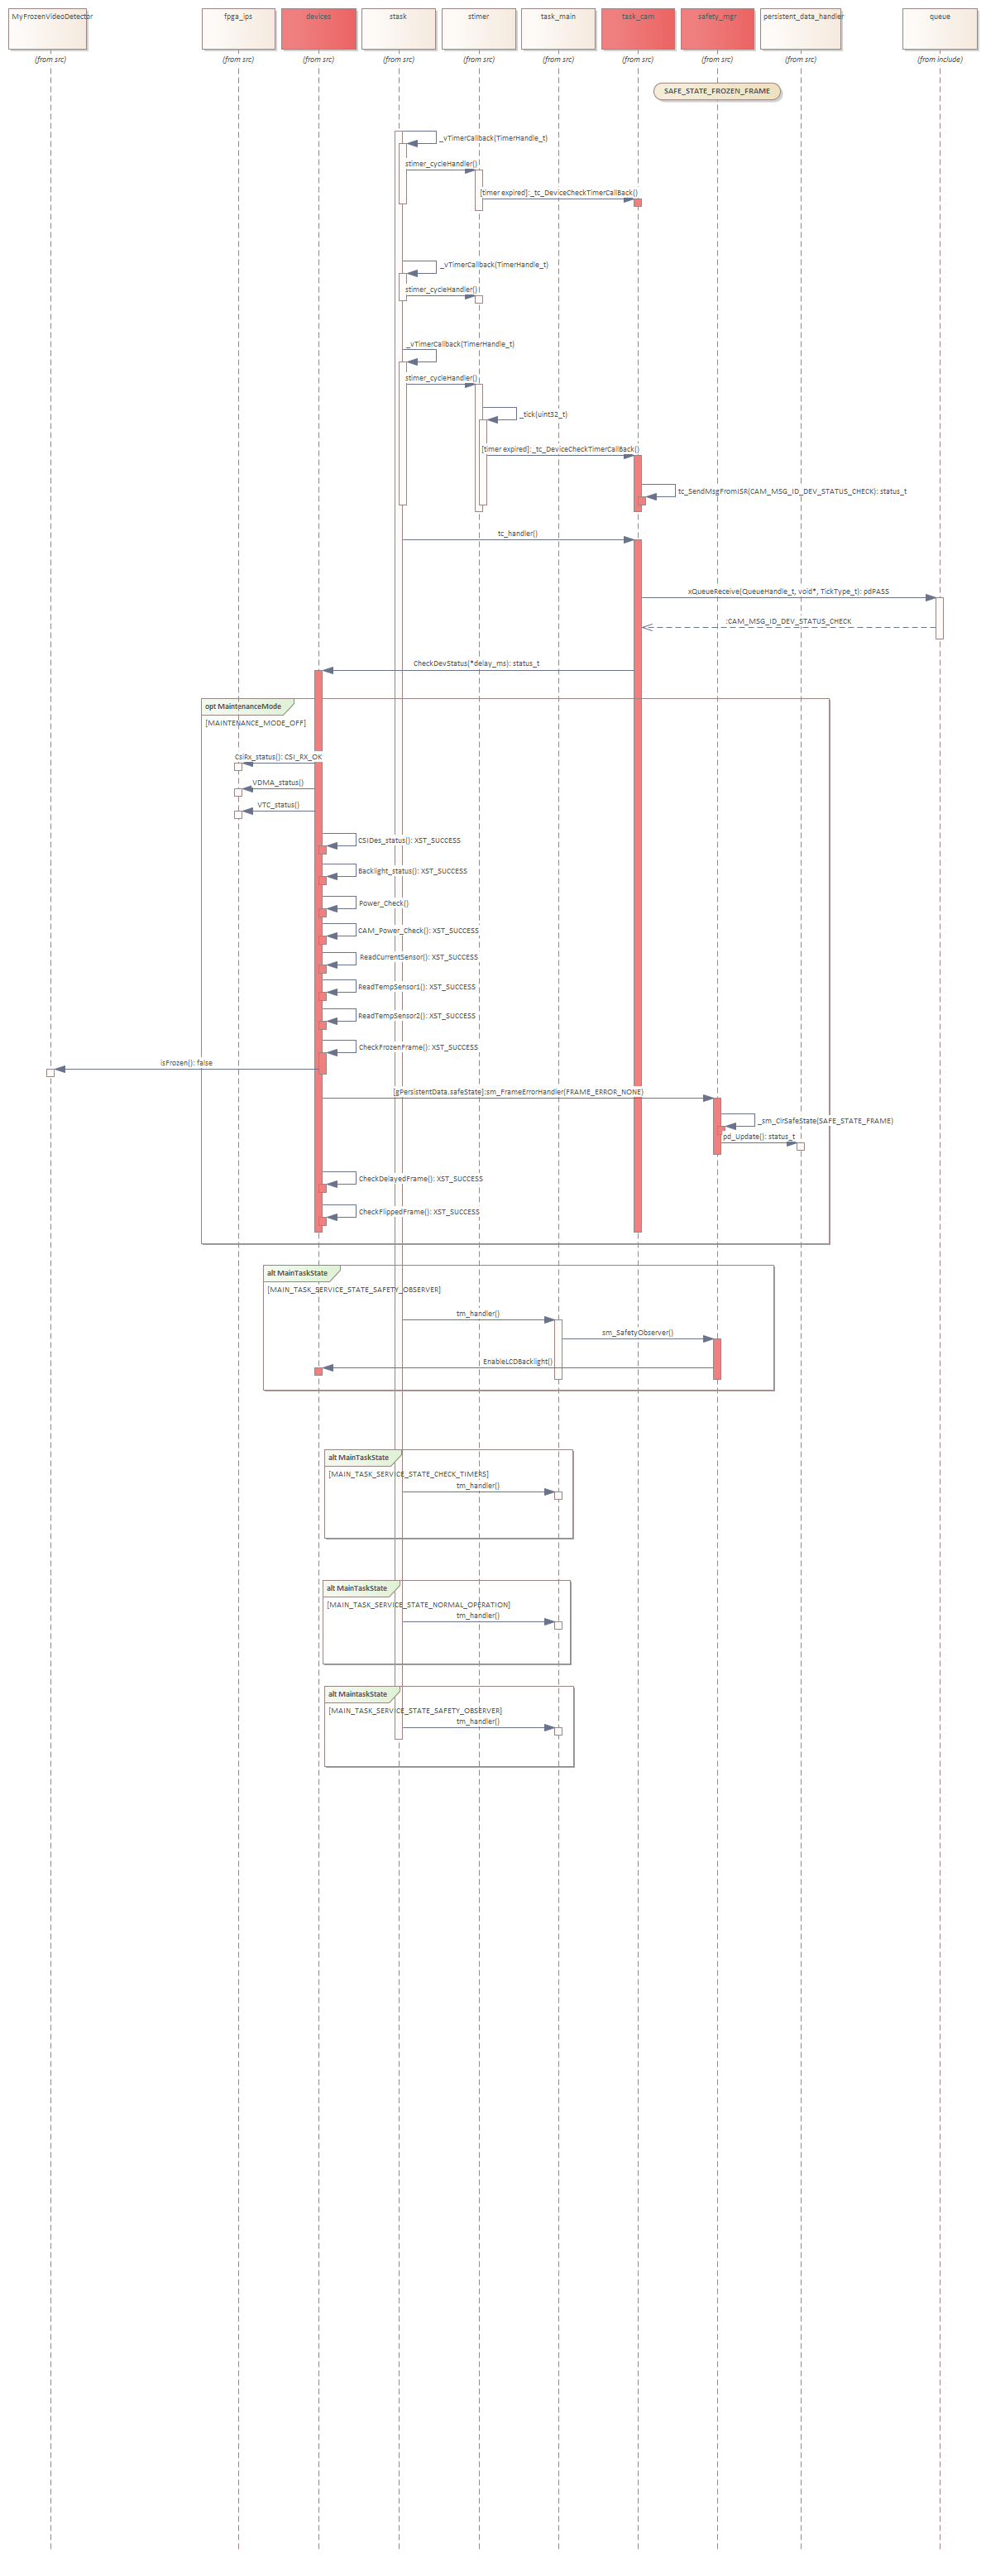 MyFrozenVideoDetector
fpga_ips
devices
stask
stimer
task_main
task_cam
safety_mgr
persistent_data_handler
queue
(from src)
(from src)
(from src)
(from src)
(from src)
(from src)
(from src)
(from src)
(from src)
(from include)
SAFE_STATE_FROZEN_FRAME
_vTimerCallback(TimerHandle_t)
stimer_cycleHandler()
[timer expired]:_tc_DeviceCheckTimerCallBack()
_vTimerCallback(TimerHandle_t)
stimer_cycleHandler()
_vTimerCallback(TimerHandle_t)
stimer_cycleHandler()
_tick(uint32_t)
[timer expired]:_tc_DeviceCheckTimerCallBack()
tc_SendMsgFromISR(CAM_MSG_ID_DEV_STATUS_CHECK): status_t
tc_handler()
xQueueReceive(QueueHandle_t, void*, TickType_t): pdPASS
:CAM_MSG_ID_DEV_STATUS_CHECK
CheckDevStatus(*delay_ms): status_t
opt MaintenanceMode
[MAINTENANCE_MODE_OFF]
CsiRx_status(): CSI_RX_OK
VDMA_status()
VTC_status()
CSIDes_status(): XST_SUCCESS
Backlight_status(): XST_SUCCESS
Power_Check()
CAM_Power_Check(): XST_SUCCESS
ReadCurrentSensor(): XST_SUCCESS
ReadTempSensor1(): XST_SUCCESS
ReadTempSensor2(): XST_SUCCESS
CheckFrozenFrame(): XST_SUCCESS
isFrozen(): false
[gPersistentData.safeState]:sm_FrameErrorHandler(FRAME_ERROR_NONE)
_sm_ClrSafeState(SAFE_STATE_FRAME)
pd_Update(): status_t
CheckDelayedFrame(): XST_SUCCESS
CheckFlippedFrame(): XST_SUCCESS
alt MainTaskState
[MAIN_TASK_SERVICE_STATE_SAFETY_OBSERVER]
tm_handler()
sm_SafetyObserver()
EnableLCDBacklight()
alt MainTaskState
[MAIN_TASK_SERVICE_STATE_CHECK_TIMERS]
tm_handler()
alt MainTaskState
[MAIN_TASK_SERVICE_STATE_NORMAL_OPERATION]
tm_handler()
alt MaintaskState
[MAIN_TASK_SERVICE_STATE_SAFETY_OBSERVER]
tm_handler()